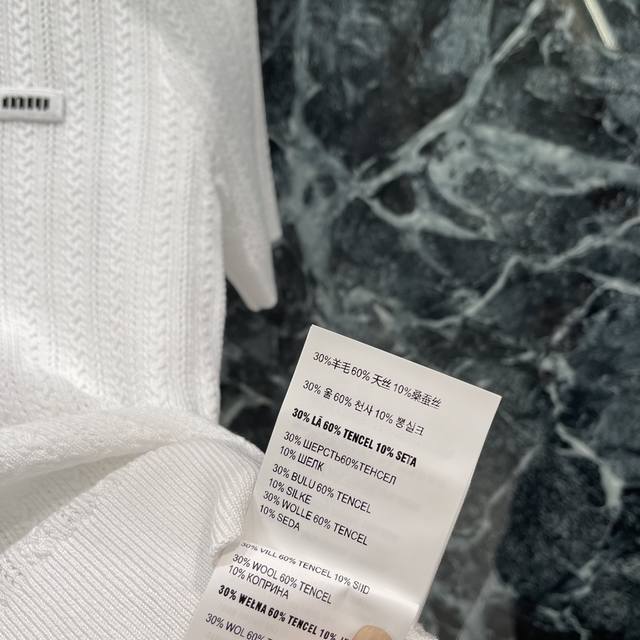 miu
30%羊毛60% 天丝 10%桑蚕丝
30% 울 60% 천사 10% 뽕실크
30% LÃ 60% TENCEL 10% SETA
30% ШЕРСТЬ60%ТЕНСЕЛ
10% ШЕЛК
30% BULU 60% TENCEL
10% SILKE
30% WOLLE 60% TENCEL
10% SEDA
30% VILL 60% TENCEL 10% SIID
30% WOOL 60% TENCEL
10% КОПРИНА
30% WEŁNA 60% TENCEL 10%
30% WOL 60%